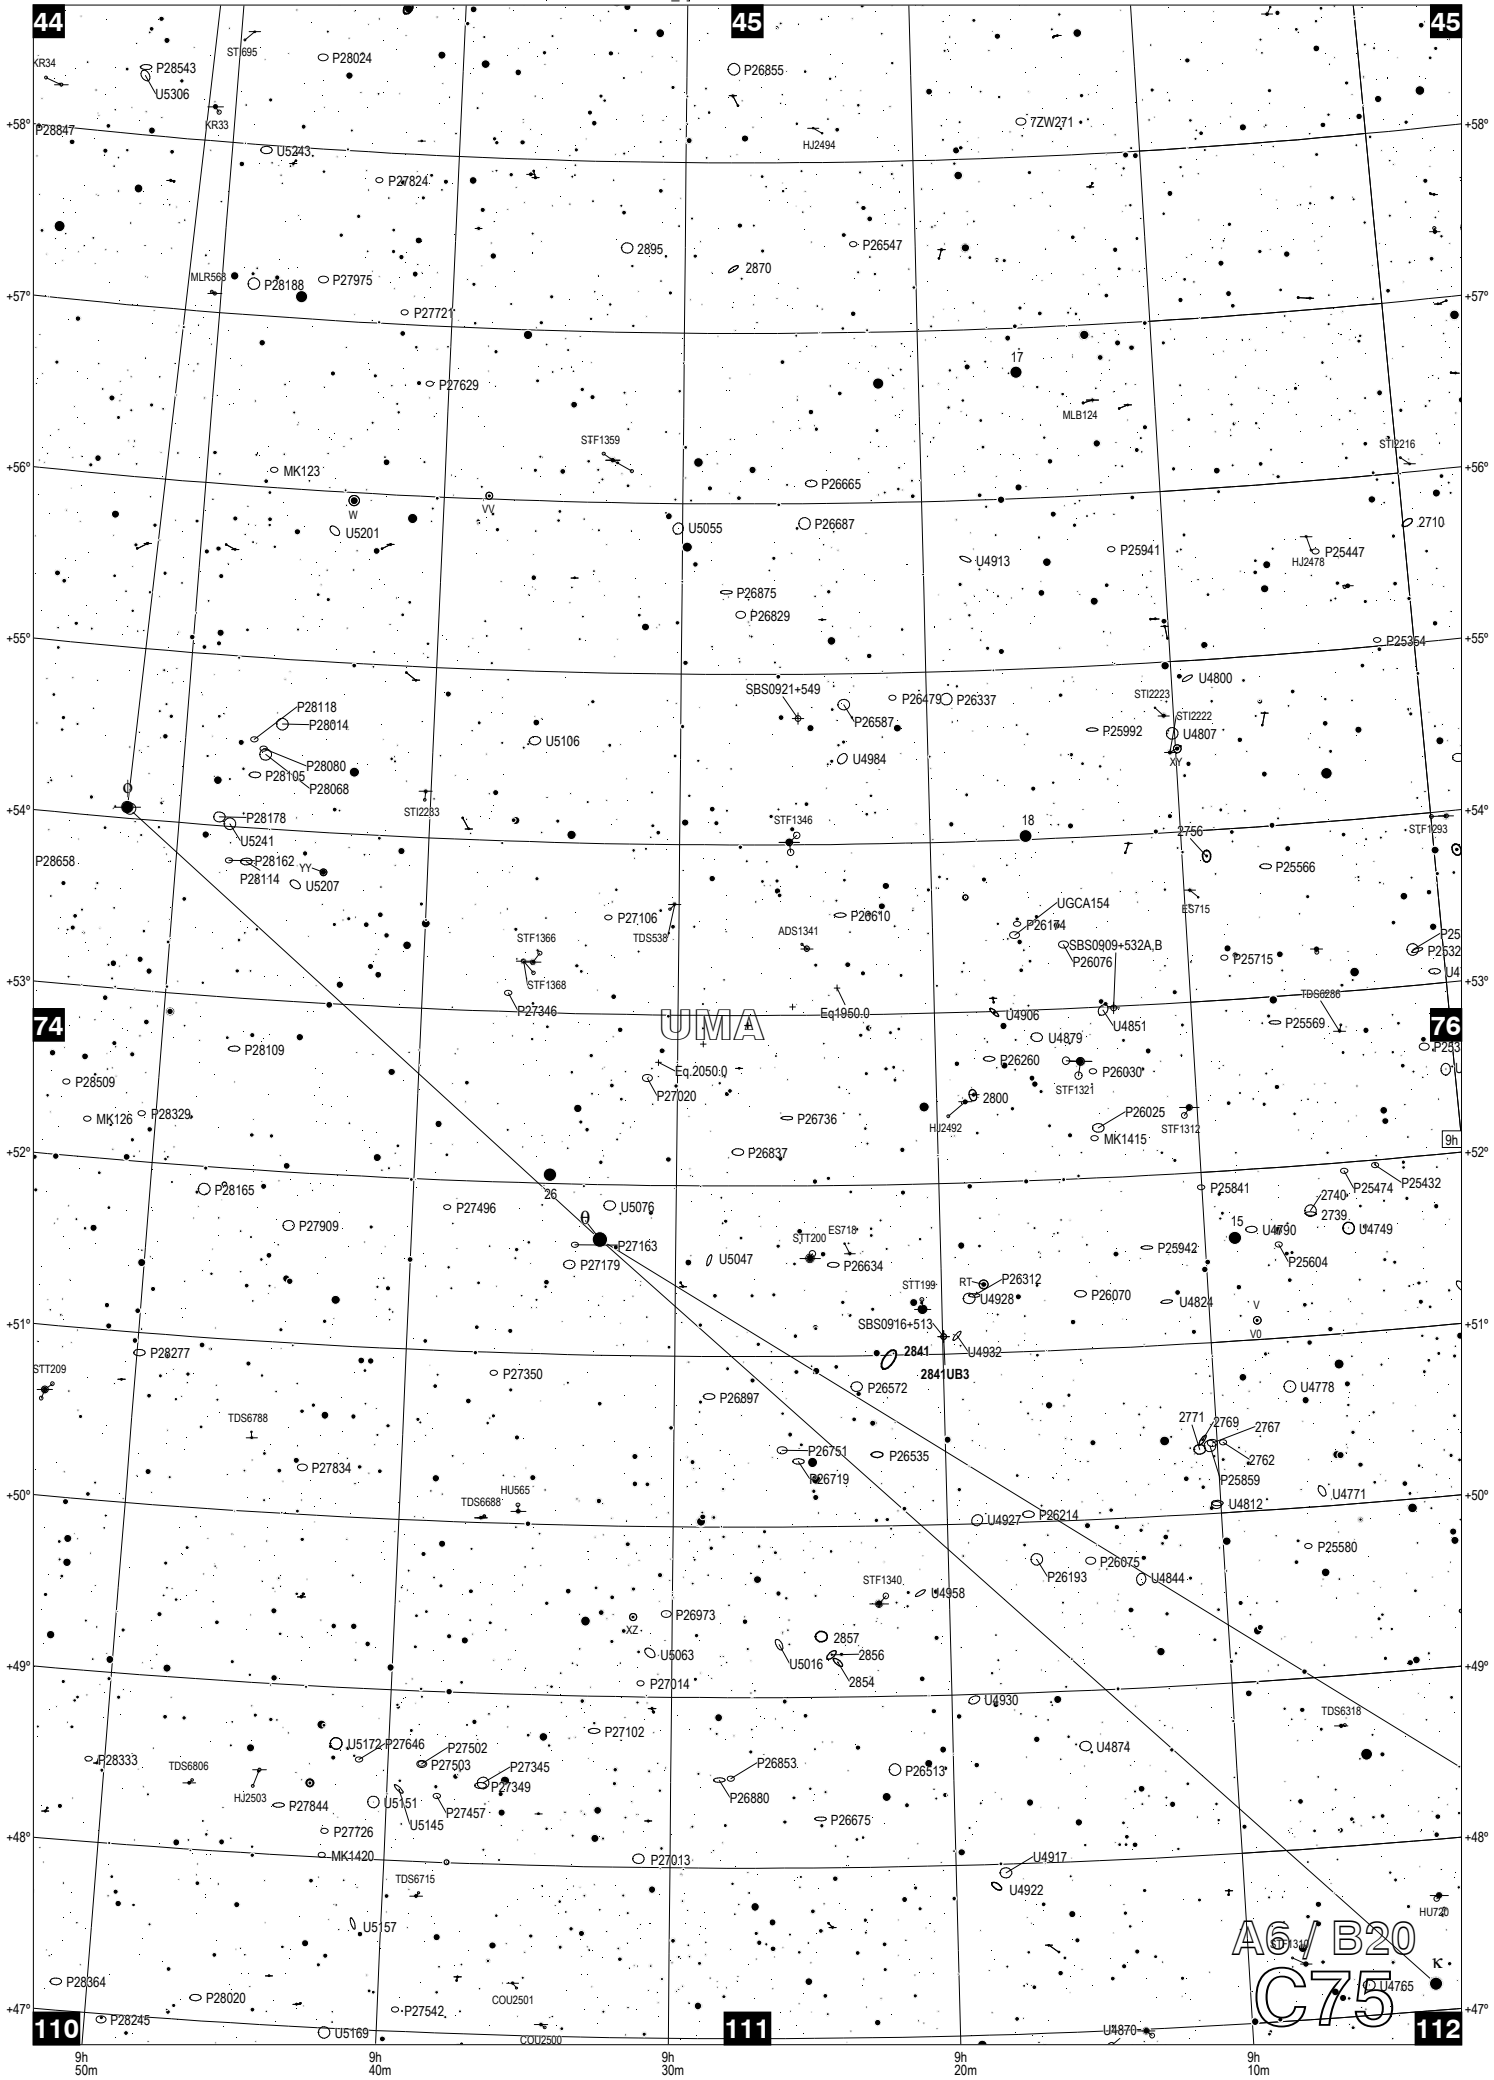 44
45
45
STI695
P28024
KR34
P28543
P26855
U5306
KR33
7ZW271
+58°
P28847
+58°
HJ2494
U5243
P27824
2895
P26547
2870
MLR568
P28188
P27975
+57°
+57°
P27721
17
P27629
MLB124
STF1359
STI2216
+56°
MK123
+56°
P26665
W
VV
U5201
U5055
P26687
2710
U4913
P25941
P25447
HJ2478
P26875
P26829
+55°
+55°
P25354
U4800
SBS0921+549
P26479
P26337
STI2223
P28118
P28014
P26587
STI2222
P25992
U4807
U5106
U4984
XY
P28080
P28105
P28068
ϕ
+54°
STI2233
+54°
P28178
STF1346
18
STF1293
U5241
2756
P28658
P28162
YY
P25566
P28114
U5207
P27106
P26610
UGCA154
ES715
P26174
TDS538
ADS1341
STF1366
SBS0909+532A,B
P26076
P25715
STF1368
+53°
+53°
P27346
Eq1950.0
U4906
TDS6286
74
UMA
U4851
P25569
76
U4879
P28109
P26260
Eq.2050.0
P26030
P28509
P27020
STF1321
2800
MK126
P28329
P26736
HJ2492
P26025
STF1312
MK1415
9h
+52°
P26837
+52°
P28165
26
P25841
P25474
P25432
P27496
U5076
2740
P27909
θ
15
U4790
2739
U4749
P27163
STT200
ES718
P25942
P27179
U5047
P26634
P25604
RT
P26312
STT199
U4928
P26070
U4824
V
+51°
SBS0916+513
V0
+51°
P28277
2841
U4932
STT209
P27350
2841UB3
P26572
P26897
U4778
TDS6788
2771
2769
2767
P26751
P26535
2762
P27834
P26719
P25859
+50°
HU565
U4771
+50°
TDS6688
U4812
U4927
P26214
P25580
P26075
P26193
U4844
STF1340
U4958
P26973
XZ
2857
U5063
U5016
2856
+49°
2854
+49°
P27014
U4930
P27102
TDS6318
U5172
P27646
P27502
U4874
P28333
P27503
P27345
P26853
TDS6806
P27349
P26513
HJ2503
P26880
P27844
U5151
P27457
U5145
P26675
+48°
P27726
+48°
MK1420
P27013
U4917
TDS6715
U4922
U5157
HU720
A6 / B20
STF1310
κ
P28364
C75
U4765
P28020
COU2501
+47°
P27542
+47°
P28245
110
U5169
COU2500
111
U4870
112
9h
50m
9h
40m
9h
30m
9h
20m
9h
10m